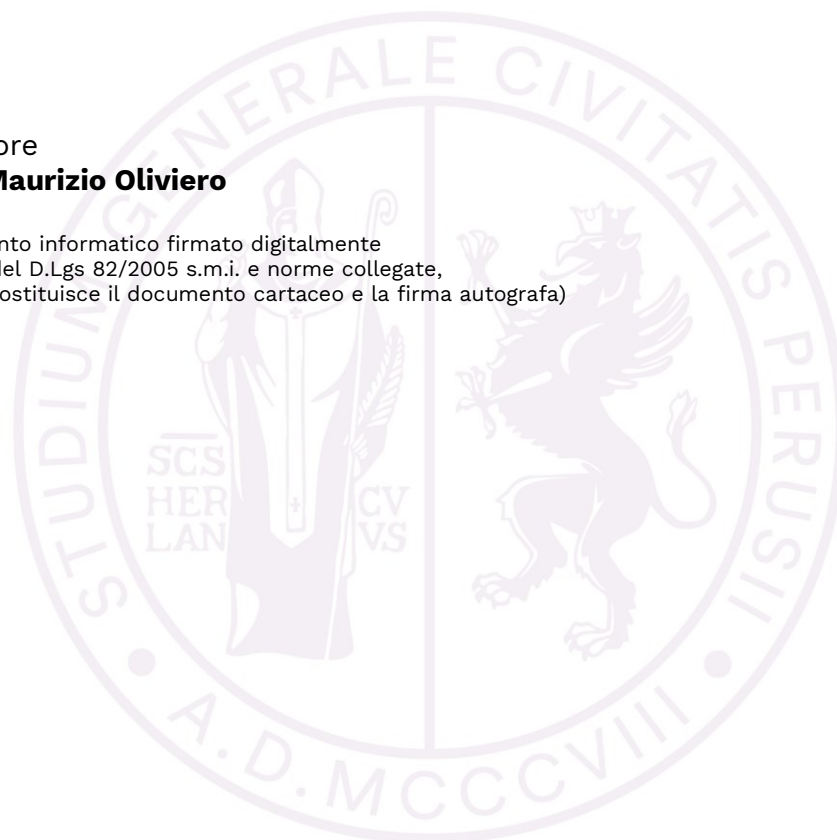 ore
Maurizio Oliviero
nto informatico firmato digitalmente
del D.Lgs 82/2005 s.m.i. e norme collegate,
ostituisce il documento cartaceo e la firma autografa)
STUDIUM GENERALE CIVITATIS PERUSII
SCS
HER CV
LAN VS
A.D. MCCCVIII